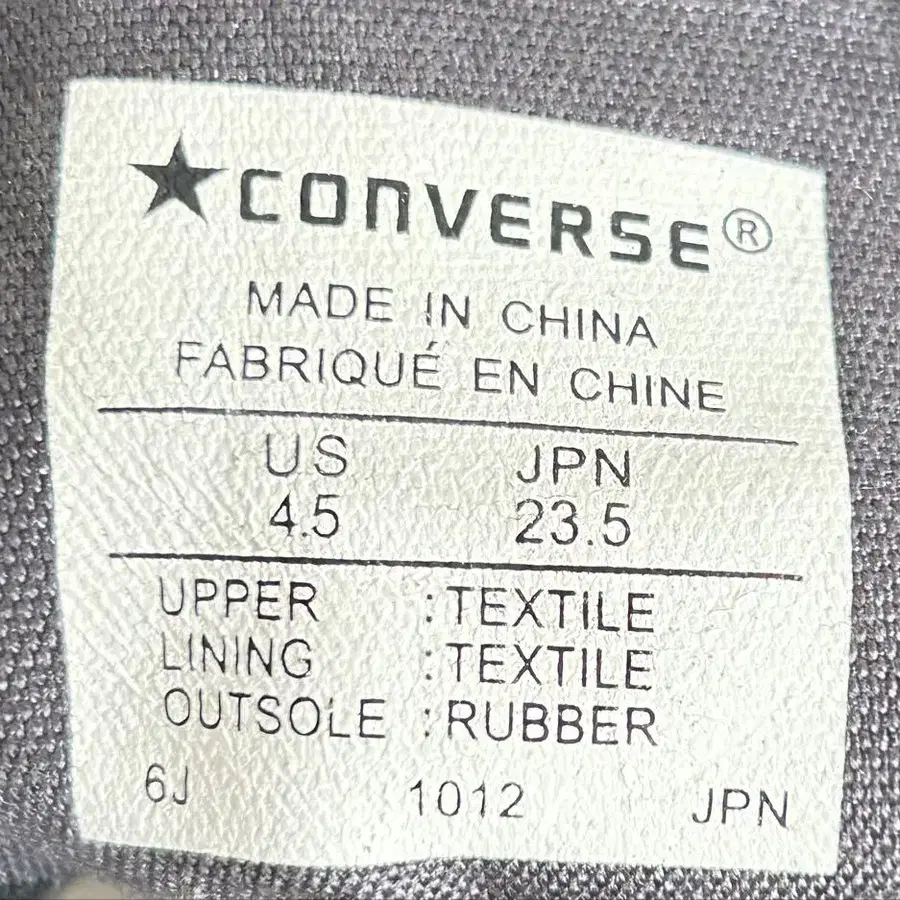 ★CONVERSE®
MADE IN CHINA
FABRIQUÉ EN CHINE
US JPN
4.5 23.5
UPPER :TEXTILE
LINING :TEXTILE
OUTSOLE :RUBBER
6J 1012 JPN